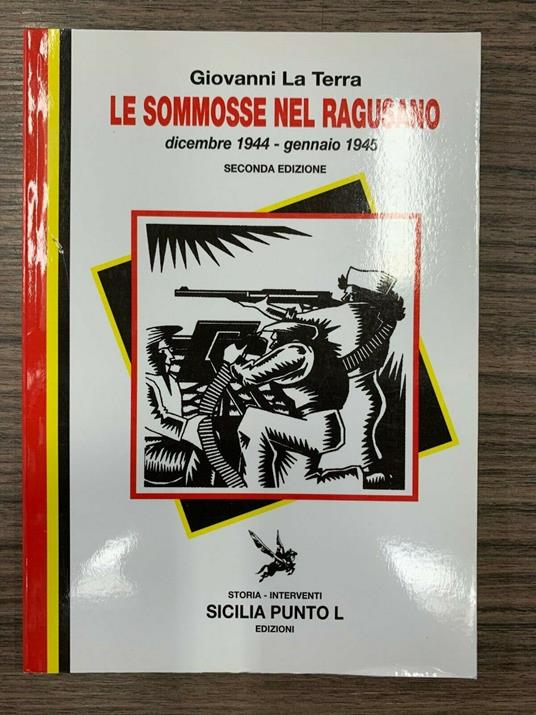 Giovanni La Terra
LE SOMMOSSE NEL RAGUSANO
dicembre 1944 - gennaio 1945
SECONDA EDIZIONE
STORIA - INTERVENTI
SICILIA PUNTO L
EDIZIONI